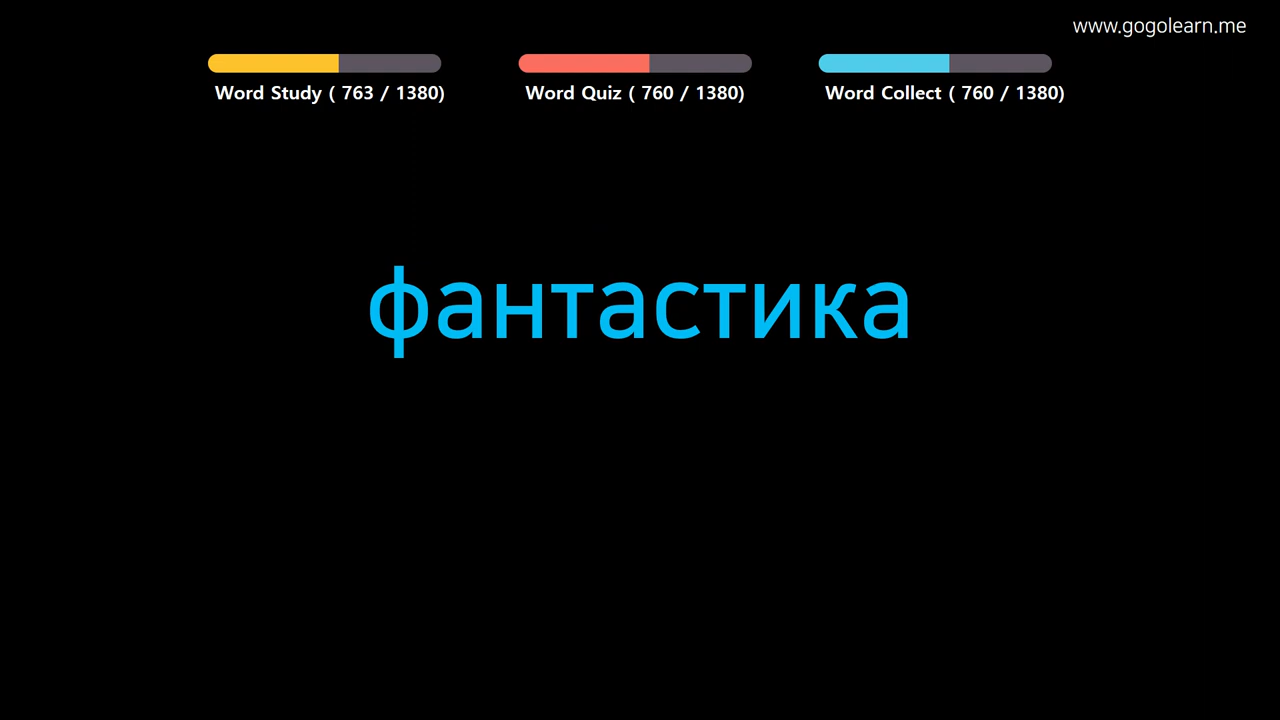 www.gogolearn.me
Word Study ( 763 / 1380)
Word Quiz ( 760 / 1380)
Word Collect ( 760 / 1380)
фантастика